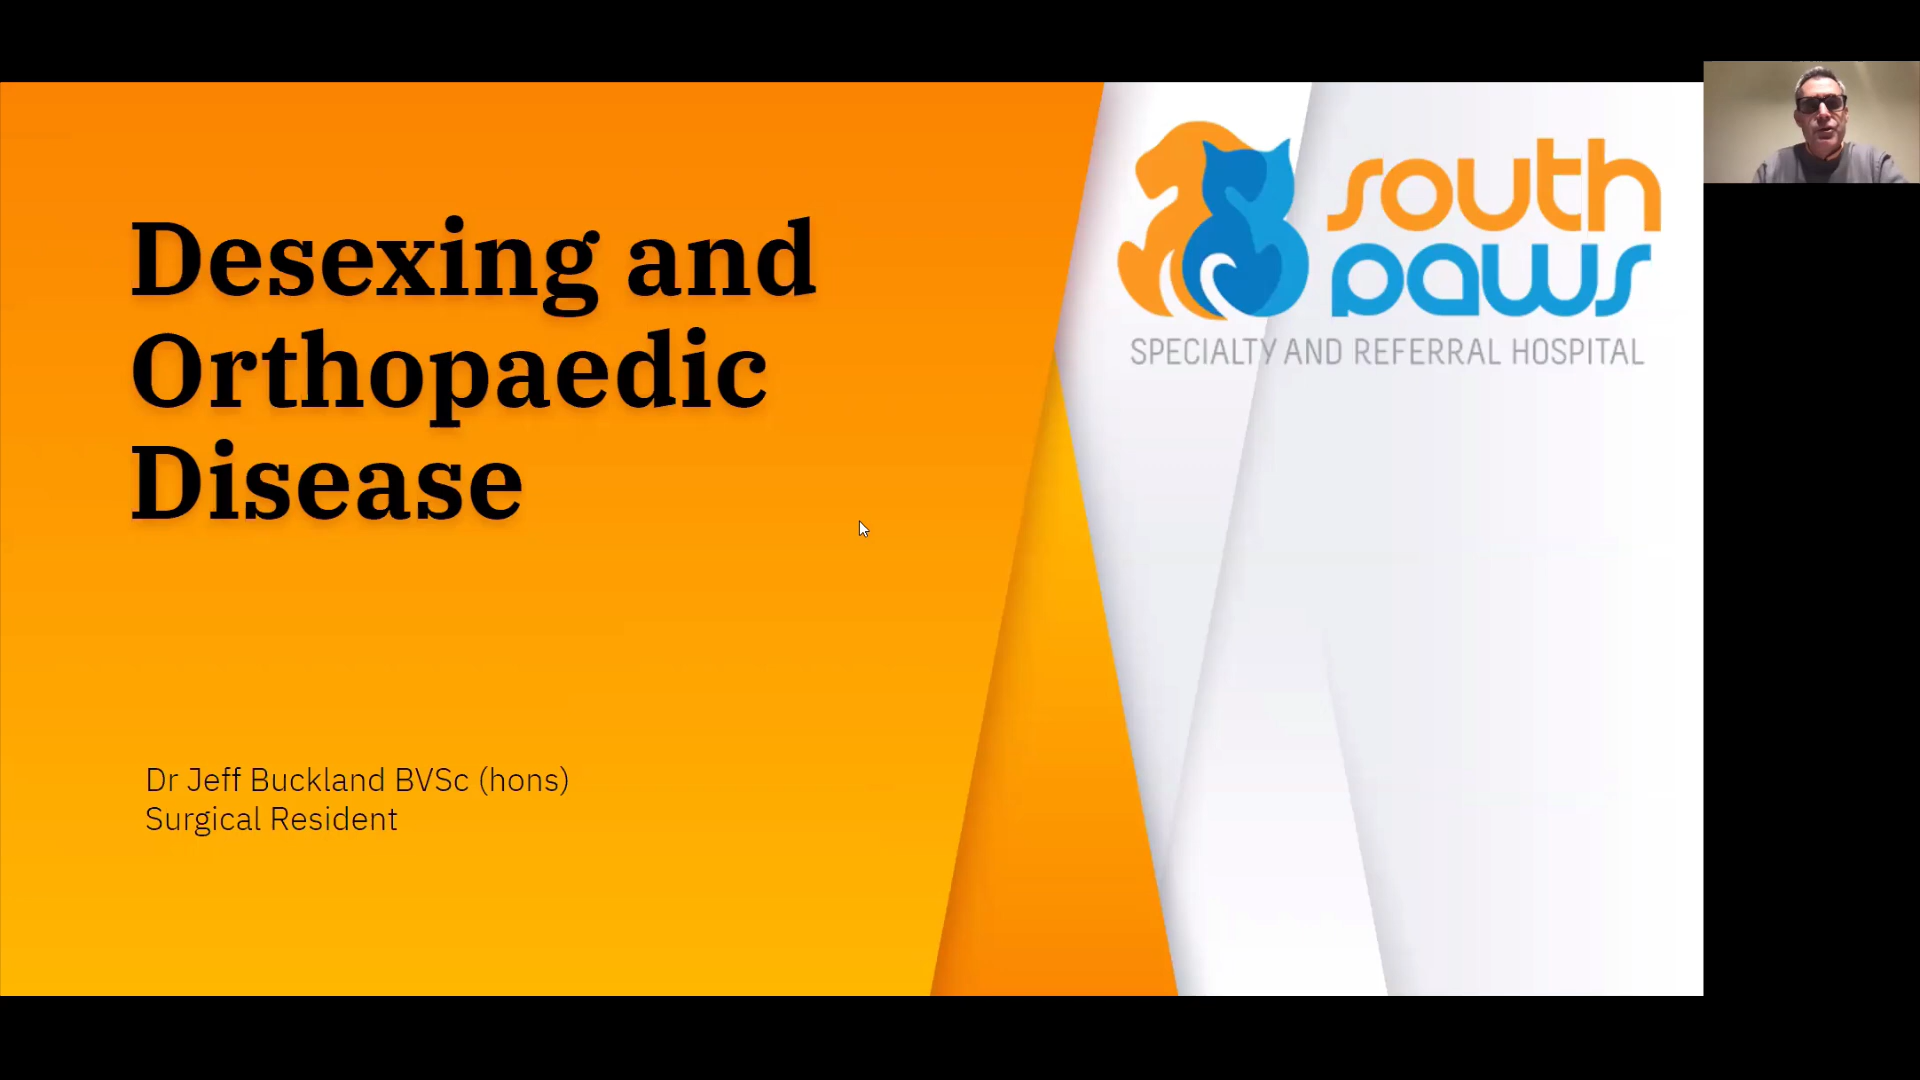 Desexing and
Orthopaedic
Disease
Dr Jeff Buckland BVSc (hons)
Surgical Resident
south
paws
SPECIALTY AND REFERRAL HOSPITAL